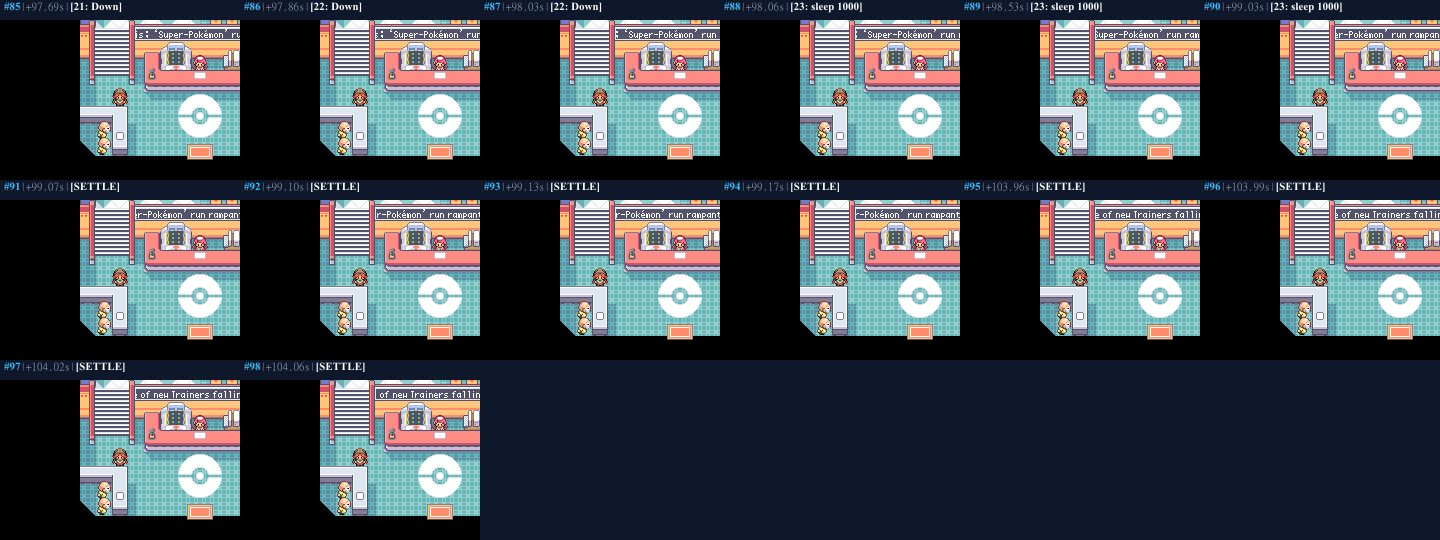 #85 | +97.69s | [21: Down]
#86 | +97.86s | [22: Down]
#87 | +98.03s | [22: Down]
#88 | +98.06s | [23: sleep 1000]
#89 | +98.53s | [23: sleep 1000]
#90 | +99.03s | [23: sleep 1000]
s; 'Super-Pokémon' ru
; 'Super-Pokémon' run
; 'Super-Pokémon' run
; 'Super-Pokémon' run
Super-Pokémon' run ram
er-Pokémon' run rampan
#91 | +99.07s | [SETTLE]
#92 | +99.10s | [SETTLE]
#93 | +99.13s | [SETTLE]
#94 | +99.17s | [SETTLE]
#95 | +103.96s | [SETTLE]
#96 | +103.99s | [SETTLE]
er-Pokémon' run rampant
r-Pokémon' run rampant
r-Pokémon' run rampant
r-Pokémon' run rampant
e of new Trainers fallin
e of new Trainers fallin
#97 | +104.02s | [SETTLE]
#98 | +104.06s | [SETTLE]
e of new Trainers fallin
of new Trainers fallin